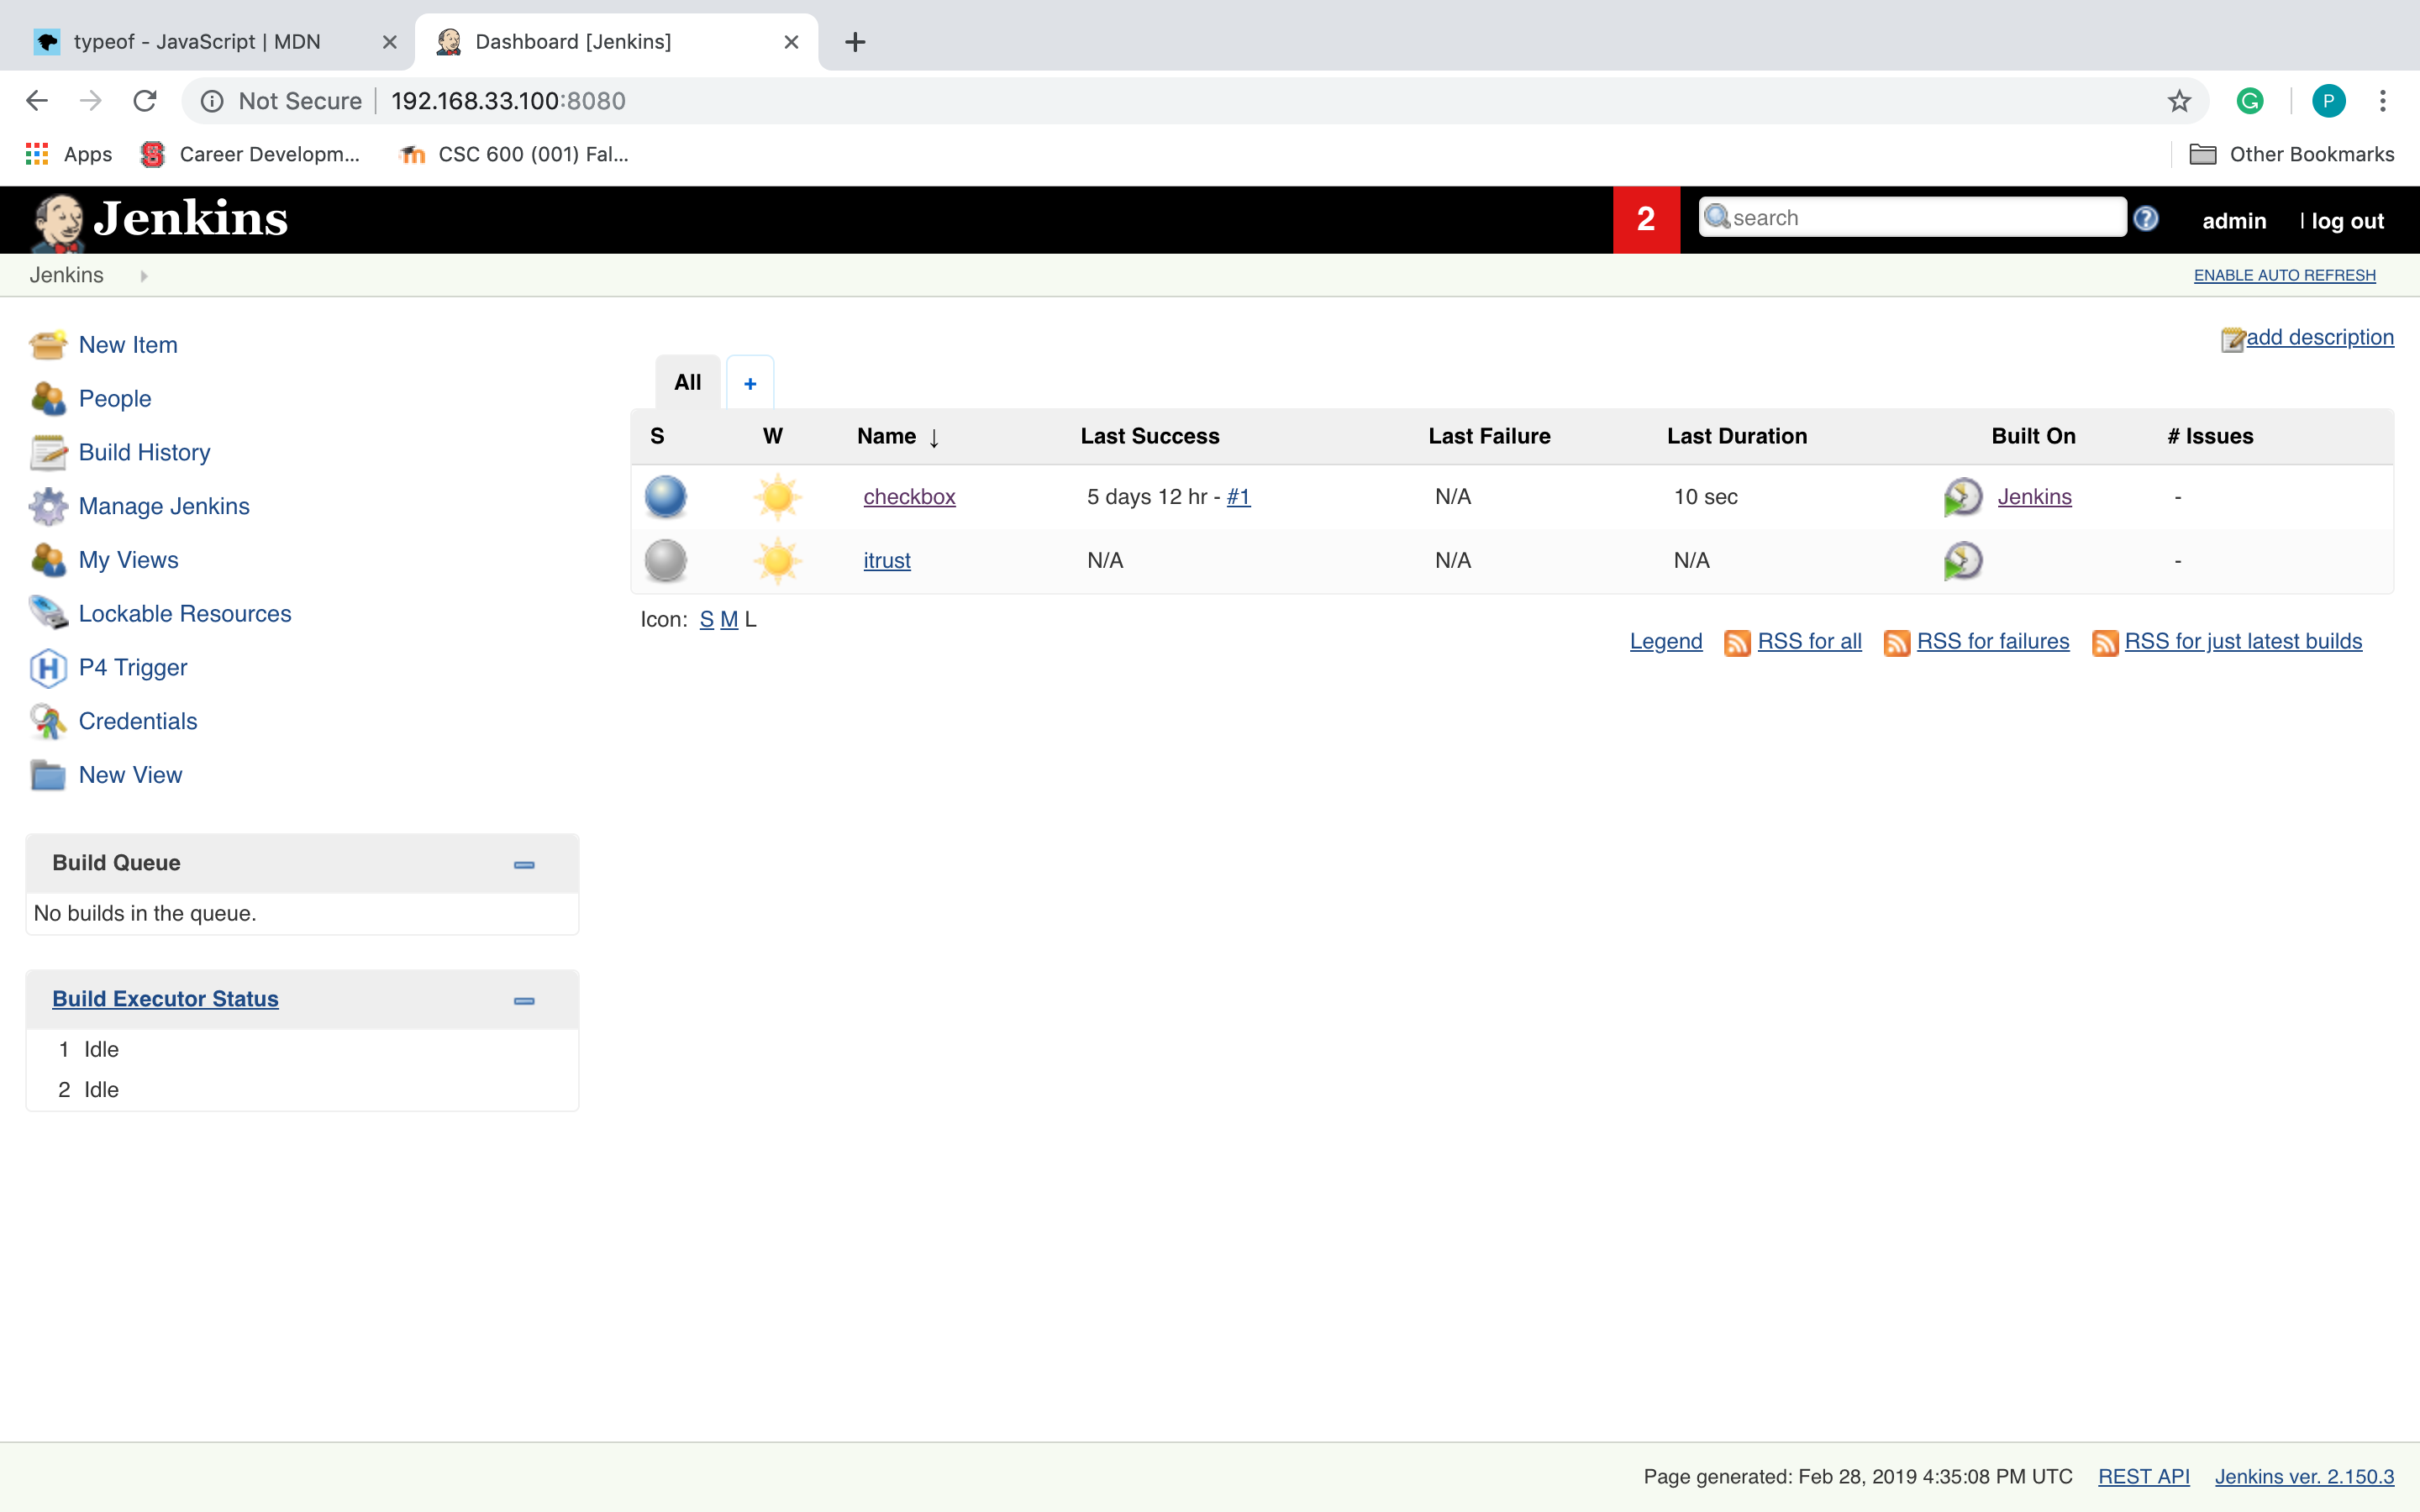 typeof - JavaScript | MDN
Dashboard [Jenkins]
Not Secure 192.168.33.100:8080 P
Apps Career Developm... CSC 600 (001) Fal... Other Bookmarks
Jenkins 2 search admin | log out
Jenkins ENABLE AUTO REFRESH
add description
New Item
People
Build History
Manage Jenkins
My Views
Lockable Resources
P4 Trigger
Credentials
New View
Build Queue
No builds in the queue.
Build Executor Status
1 Idle
2 Idle
All +
S W Name ↓ Last Success Last Failure Last Duration Built On # Issues
checkbox 5 days 12 hr - #1 N/A 10 sec Jenkins -
itrust N/A N/A N/A -
Icon: S M L
Legend RSS for all RSS for failures RSS for just latest builds
Page generated: Feb 28, 2019 4:35:08 PM UTC REST API Jenkins ver. 2.150.3